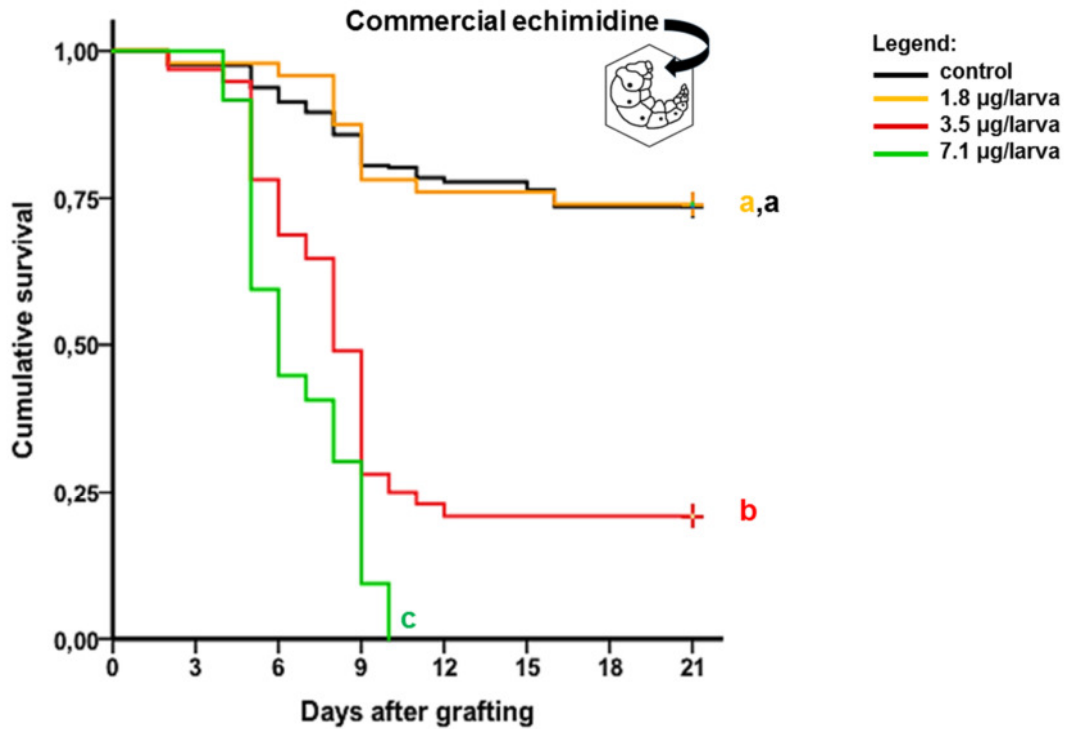 Commercial echimidine
Legend:
control
1.8 µg/larva
3.5 µg/larva
7.1 µg/larva
Cumulative survival
1,00
0,75
0,50
0,25
0,00
a,a
b
c
0 3 6 9 12 15 18 21
Days after grafting